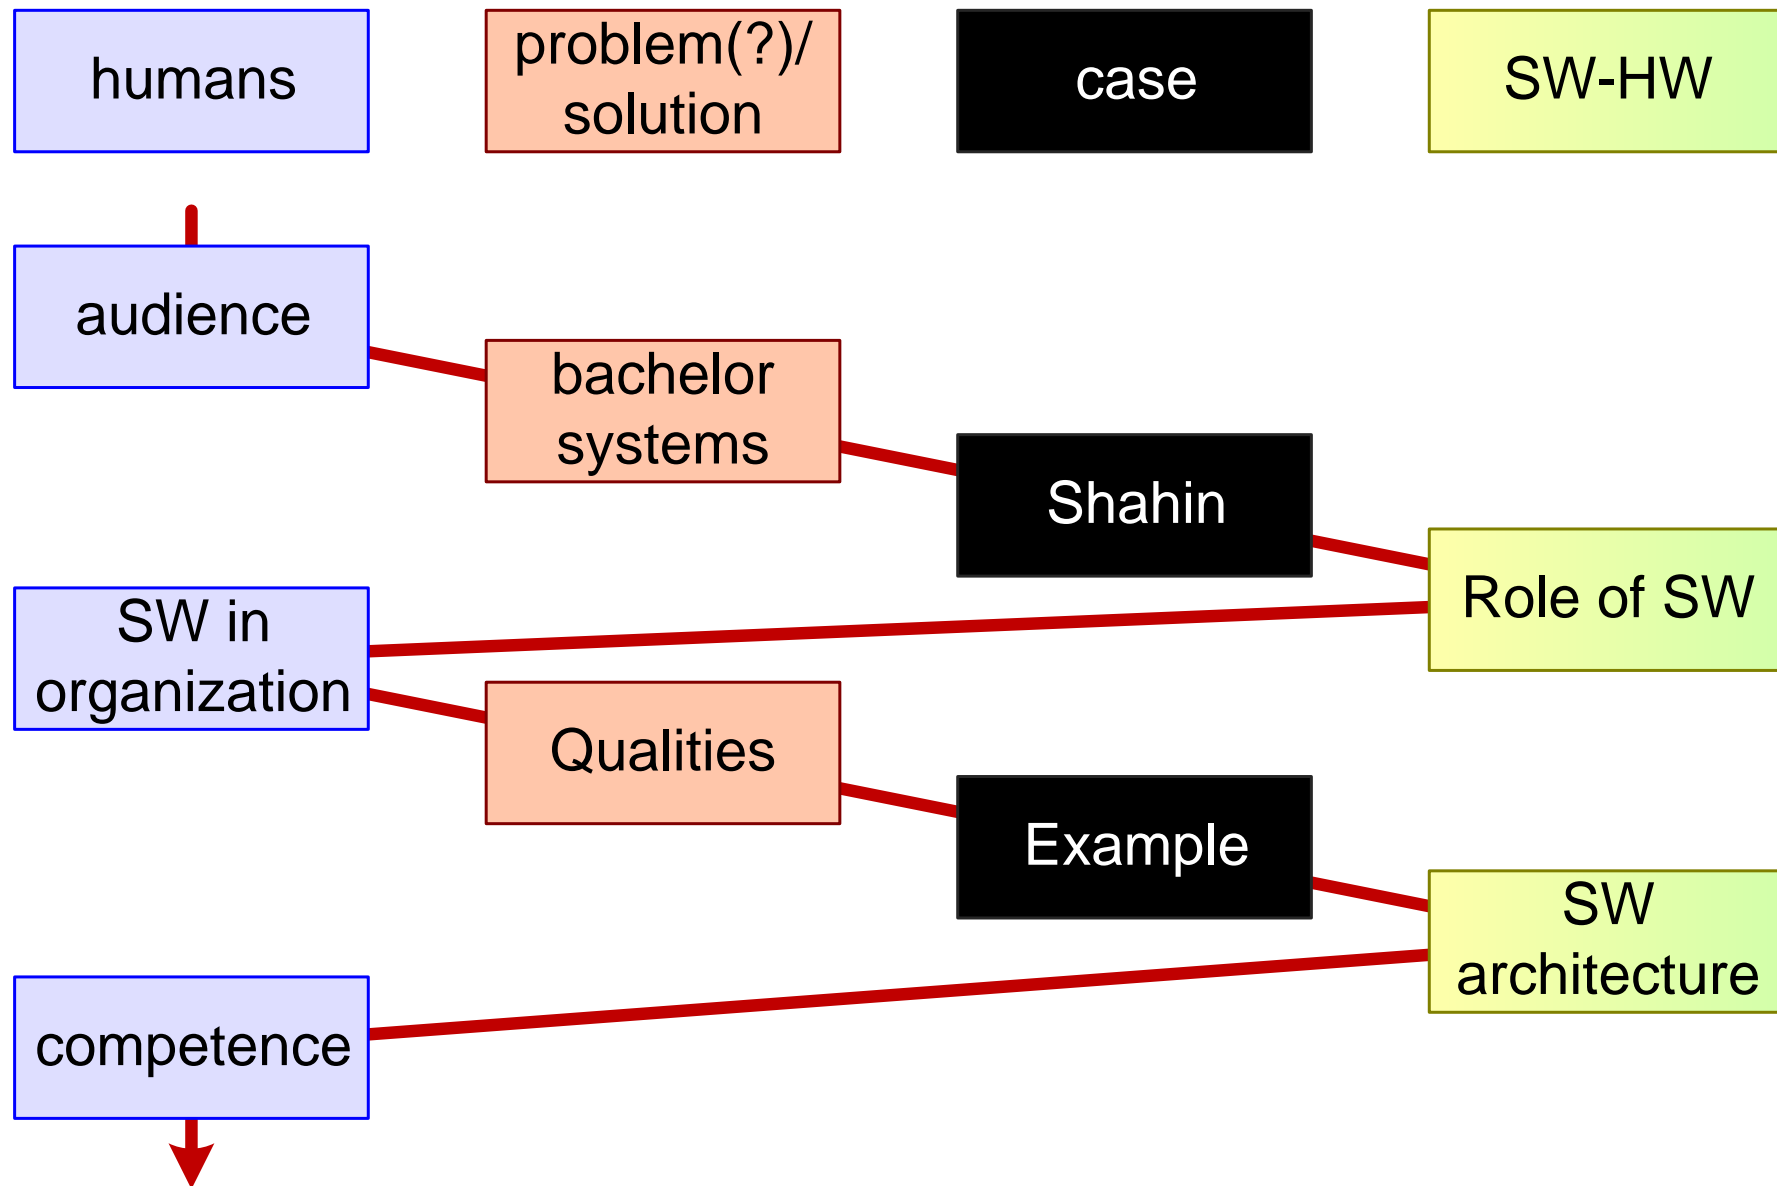 humans
problem(?)/
solution
case
SW-HW
audience
bachelor
systems
Shahin
Role of SW
SW in
organization
Qualities
Example
SW
architecture
competence